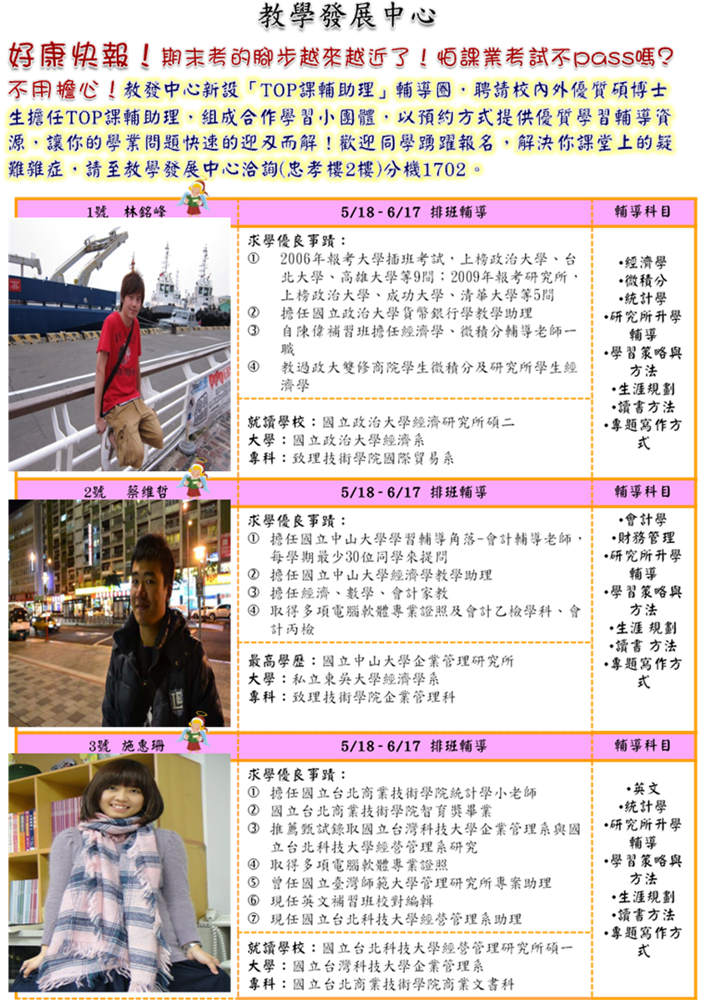 教學發展中心
好康快報！期末考的腳步越來越近了！怕課業考試不pass嗎？
不用擔心！教發中心新設「TOP課輔助理」輔導團，聘請校內外優質碩博士
生擔任TOP課輔助理，組成合作學習小團體，以預約方式提供優質學習輔導資
源，讓你的學業問題快速的迎刃而解！歡迎同學踴躍報名，解決你課堂上的疑
難雜症，請至教學發展中心洽詢(忠孝樓2樓)分機1702。
1號 林銘峰
5/18-6/17 排班輔導
輔導科目
求學優良事蹟：
① 2006年報考大學插班考試，上榜政治大學、台
北大學、高雄大學等9間；2009年報考研究所，
上榜政治大學、成功大學、清華大學等5間
② 擔任國立政治大學貨幣銀行學教學助理
③ 自陳偉補習班擔任經濟學、微積分輔導老師一
職
④ 教過政大雙修商院學生微積分及研究所學生經
濟學
就讀學校：國立政治大學經濟研究所碩二
大學：國立政治大學經濟系
專科：致理技術學院國際貿易系
•經濟學
•微積分
•統計學
•研究所升學
輔導
•學習策略與
方法
•生涯規劃
•讀書方法
•專題寫作方
式
2號 蔡維哲
5/18-6/17 排班輔導
輔導科目
求學優良事蹟：
① 擔任國立中山大學學習輔導角落-會計輔導老師，
每學期最少30位同學來提問
② 擔任國立中山大學經濟學教學助理
③ 擔任經濟、數學、會計家教
④ 取得多項電腦軟體專業證照及會計乙檢學科、會
計丙檢
最高學歷：國立中山大學企業管理研究所
大學：私立東吳大學經濟學系
專科：致理技術學院企業管理科
•會計學
•財務管理
•研究所升學
輔導
•學習策略與
方法
•生涯 規劃
•讀書 方法
•專題寫作方
式
3號 施惠珊
5/18-6/17 排班輔導
輔導科目
求學優良事蹟：
① 擔任國立台北商業技術學院統計學小老師
② 國立台北商業技術學院智育獎畢業
③ 推薦甄試錄取國立台灣科技大學企業管理系與國
立台北科技大學經營管理系研究
④ 取得多項電腦軟體專業證照
⑤ 曾任國立臺灣師範大學管理研究所專案助理
⑥ 現任英文補習班校對編輯
⑦ 現任國立台北科技大學經營管理系助理
就讀學校：國立台北科技大學經營管理研究所碩一
大學：國立台灣科技大學企業管理系
專科：國立台北商業技術學院商業文書科
•英文
•統計學
•研究所升學
輔導
•學習策略與
方法
•生涯規劃
•讀書方法
•專題寫作方
式